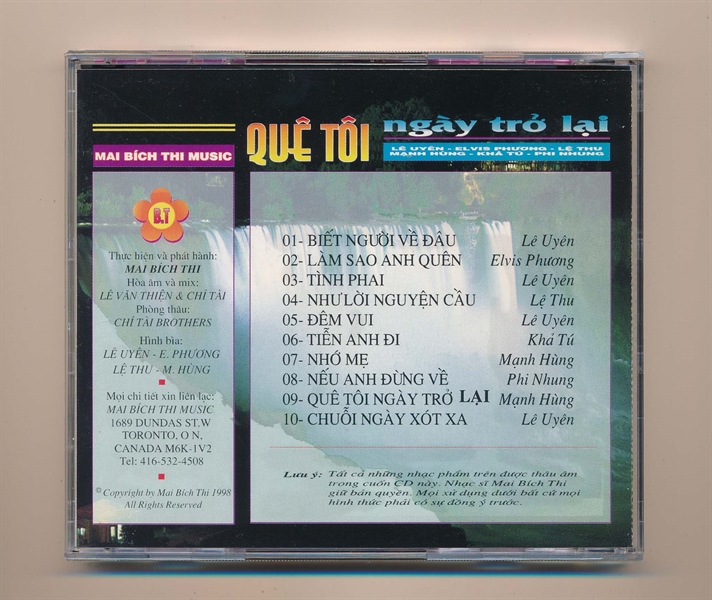 MAI BÍCH THI MUSIC
B.T
Thực hiện và phát hành:
MAI BÍCH THI
Hòa âm và mix:
LÊ VĂN THIỆN & CHÍ TÀI
Phòng thâu:
CHÍ TÀI BROTHERS
Hình bìa:
LÊ UYÊN - E. PHƯƠNG
LỆ THU - M. HÙNG
Mọi chi tiết xin liên lạc:
MAI BÍCH THI MUSIC
1689 DUNDAS ST.W
TORONTO, O N,
CANADA M6K-1V2
Tel: 416-532-4508
© Copyright by Mai Bích Thi 1998
All Rights Reserved
QUÊ TÔI ngày trở lại
LÊ UYÊN - ELVIS PHƯƠNG - LỆ THU
MẠNH HÙNG - KHẢ TÚ - PHI NHUNG
01- BIẾT NGƯỜI VỀ ĐÂU Lê Uyên
02- LÀM SAO ANH QUÊN Elvis Phương
03- TÌNH PHAI Lê Uyên
04- NHƯ LỜI NGUYỆN CẦU Lệ Thu
05- ĐÊM VUI Lê Uyên
06- TIỄN ANH ĐI Khả Tú
07- NHỚ MẸ Mạnh Hùng
08- NẾU ANH ĐỪNG VỀ Phi Nhung
09- QUÊ TÔI NGÀY TRỞ LẠI Mạnh Hùng
10- CHUỖI NGÀY XÓT XA Lê Uyên
Lưu ý: Tất cả những nhạc phẩm trên được thâu âm
trong cuốn CD này. Nhạc sĩ Mai Bích Thi
giữ bản quyền. Mọi xử dụng dưới bất cứ mọi
hình thức phải có sự đồng ý trước.